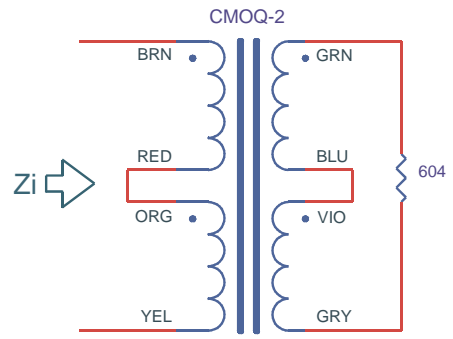 CMOQ-2
BRN
GRN
RED
BLU
Zi
604
ORG
VIO
YEL
GRY